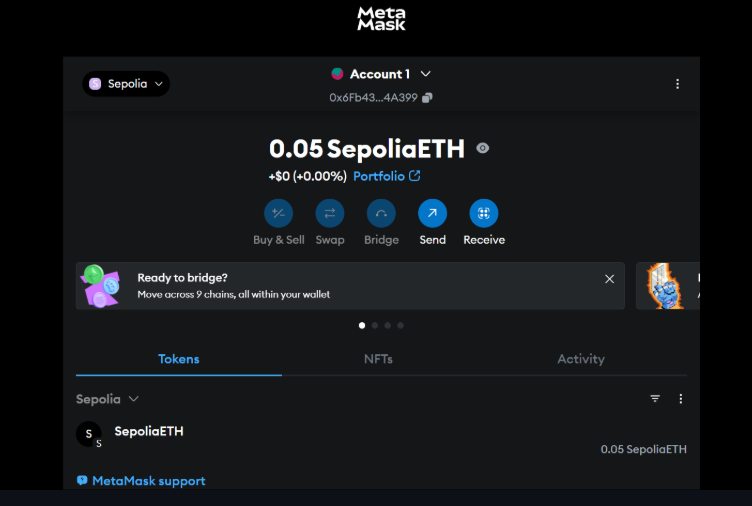 META
MASK
S Sepolia
Account 1
0x6Fb43...4A399
0.05 SepoliaETH
+$0 (+0.00%) Portfolio
Buy & Sell Swap Bridge Send Receive
Ready to bridge?
Move across 9 chains, all within your wallet
Tokens NFTs Activity
Sepolia
S S SepoliaETH
0.05 SepoliaETH
MetaMask support